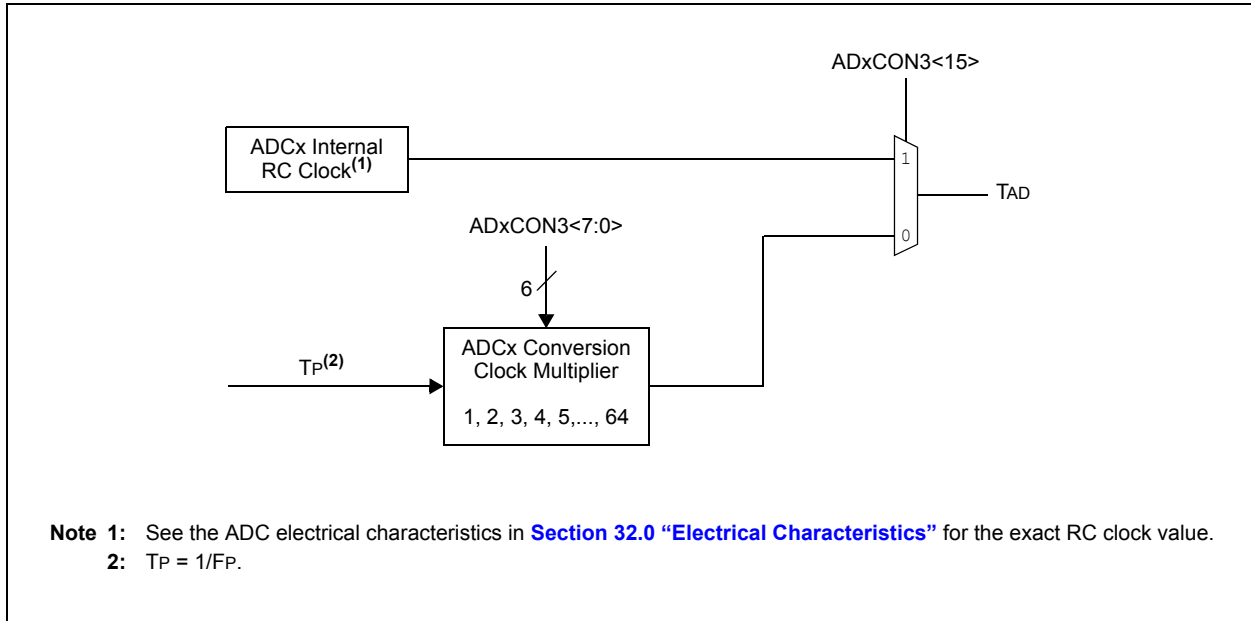 ADxCON3<15>
ADCx Internal
RC Clock(1)
1
TAD
ADxCON3<7:0>
0
6
TP(2)
ADCx Conversion
Clock Multiplier
1, 2, 3, 4, 5,..., 64
Note 1: See the ADC electrical characteristics in Section 32.0 “Electrical Characteristics” for the exact RC clock value.
2: TP = 1/FP.